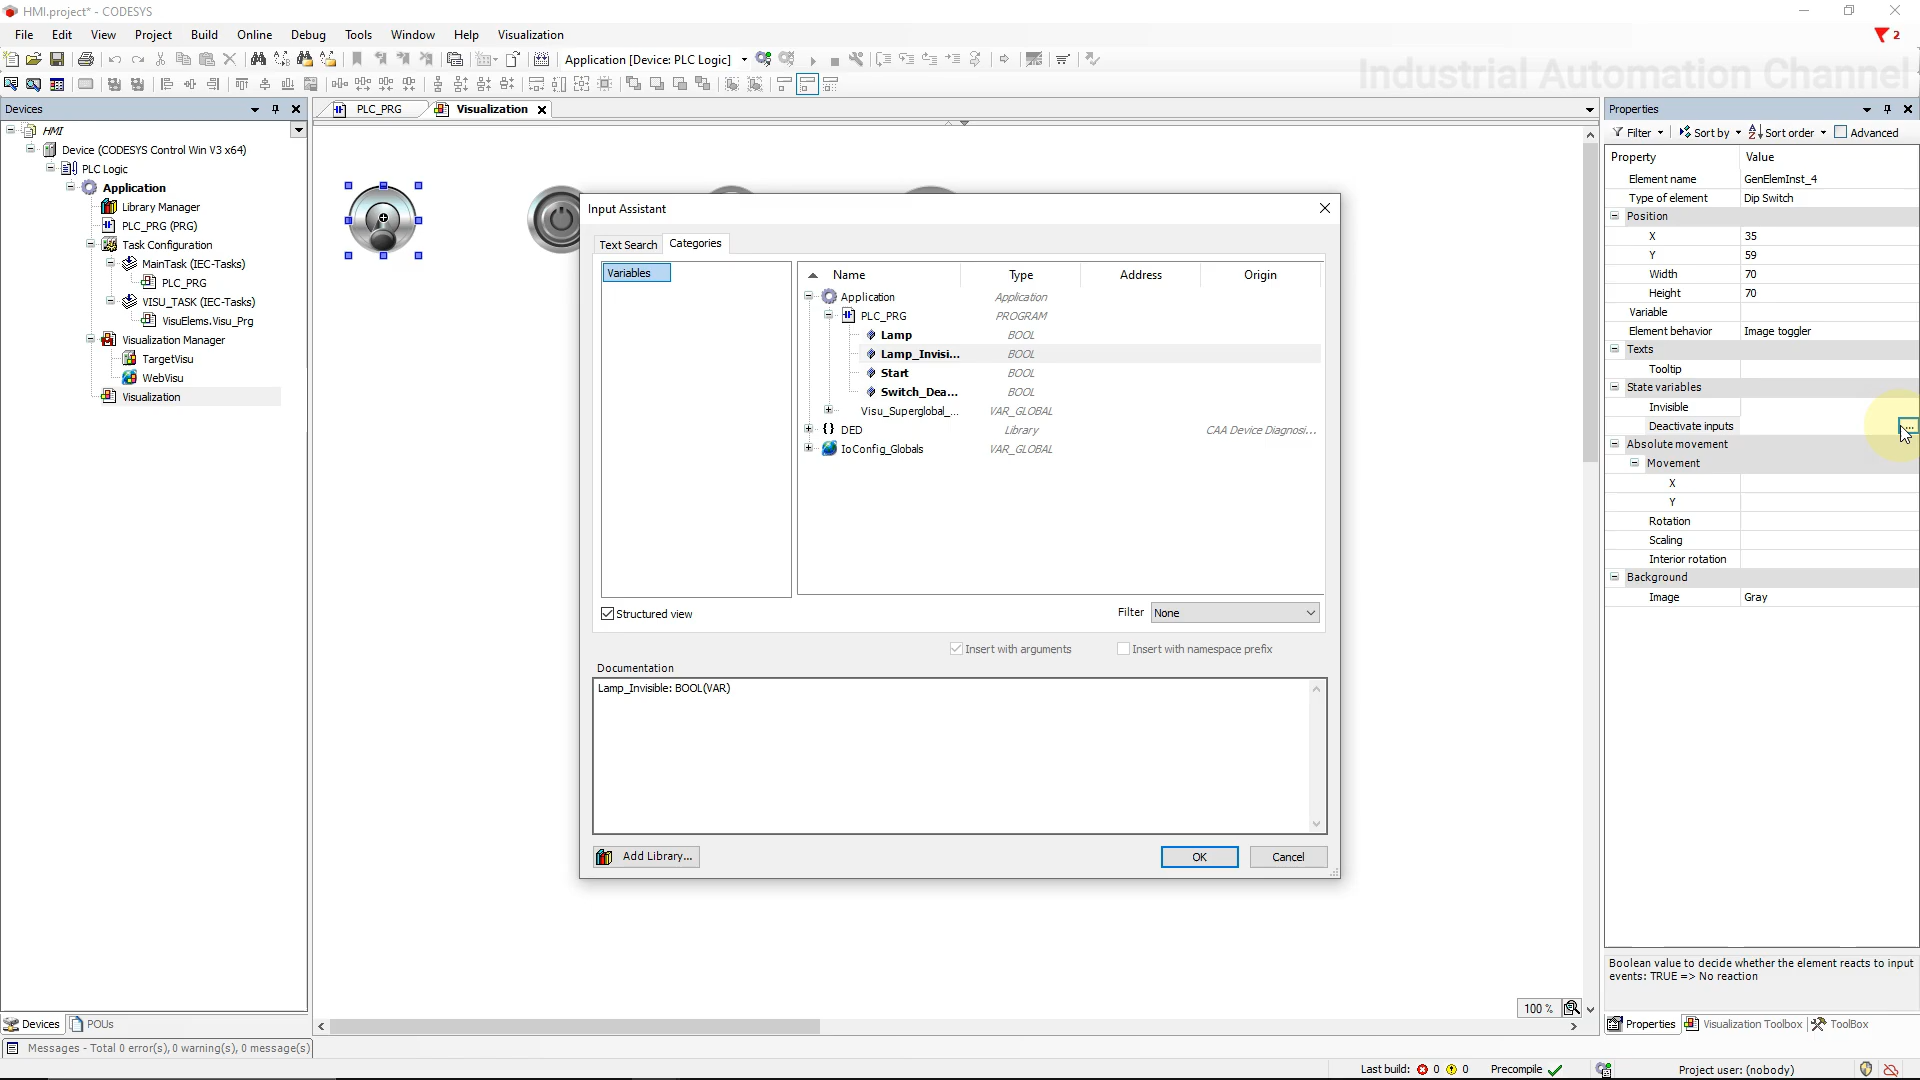 HMI.project* - CODESYS
File Edit View Project Build Online Debug Tools Window Help Visualization
2
Application [Device: PLC Logic]
Industrial Automation Channel
Devices
PLC_PRG
Visualization
Properties
HMI
Device (CODESYS Control Win V3 x64)
PLC Logic
Application
Library Manager
PLC_PRG (PRG)
Task Configuration
MainTask (IEC-Tasks)
PLC_PRG
VISU_TASK (IEC-Tasks)
VisuElems.Visu_Prg
Visualization Manager
TargetVisu
WebVisu
Visualization
Input Assistant
Text Search Categories
Variables
Name Type Address Origin
Application Application
PLC_PRG PROGRAM
Lamp BOOL
Lamp_Invisi... BOOL
Start BOOL
Switch_Dea... BOOL
Visu_Superglobal_... VAR_GLOBAL
DED Library CAA Device Diagnosi...
IoConfig_Globals VAR_GLOBAL
Structured view
Filter None
Insert with arguments Insert with namespace prefix
Documentation
Lamp_Invisible: BOOL(VAR)
Add Library...
OK Cancel
Filter Sort by Sort order Advanced
Property Value
Element name GenElemInst_4
Type of element Dip Switch
Position
X 35
Y 59
Width 70
Height 70
Variable
Element behavior Image toggler
Texts
Tooltip
State variables
Invisible
Deactivate inputs ...
Absolute movement
Movement
X
Y
Rotation
Scaling
Interior rotation
Background
Image Gray
Boolean value to decide whether the element reacts to input
events: TRUE => No reaction
100 %
Devices POUs
Properties Visualization Toolbox ToolBox
Messages - Total 0 error(s), 0 warning(s), 0 message(s)
Last build: 0 0 Precompile Project user: (nobody)